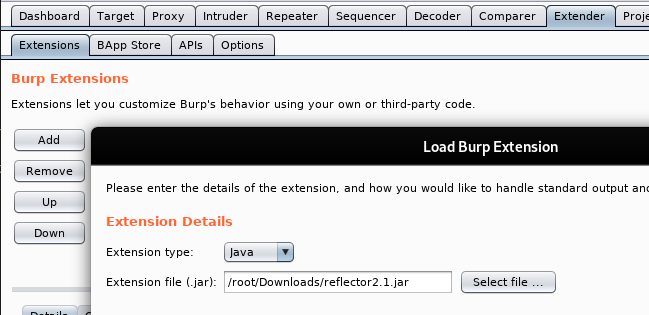 Dashboard Target Proxy Intruder Repeater Sequencer Decoder Comparer Extender
Extensions BApp Store APIs Options
Burp Extensions
Extensions let you customize Burp's behavior using your own or third-party code.
Add
Load Burp Extension
Remove
Please enter the details of the extension, and how you would like to handle standard output
Up
Extension Details
Down
Extension type: Java
Extension file (.jar): /root/Downloads/reflector2.1.jar Select file ...
Details